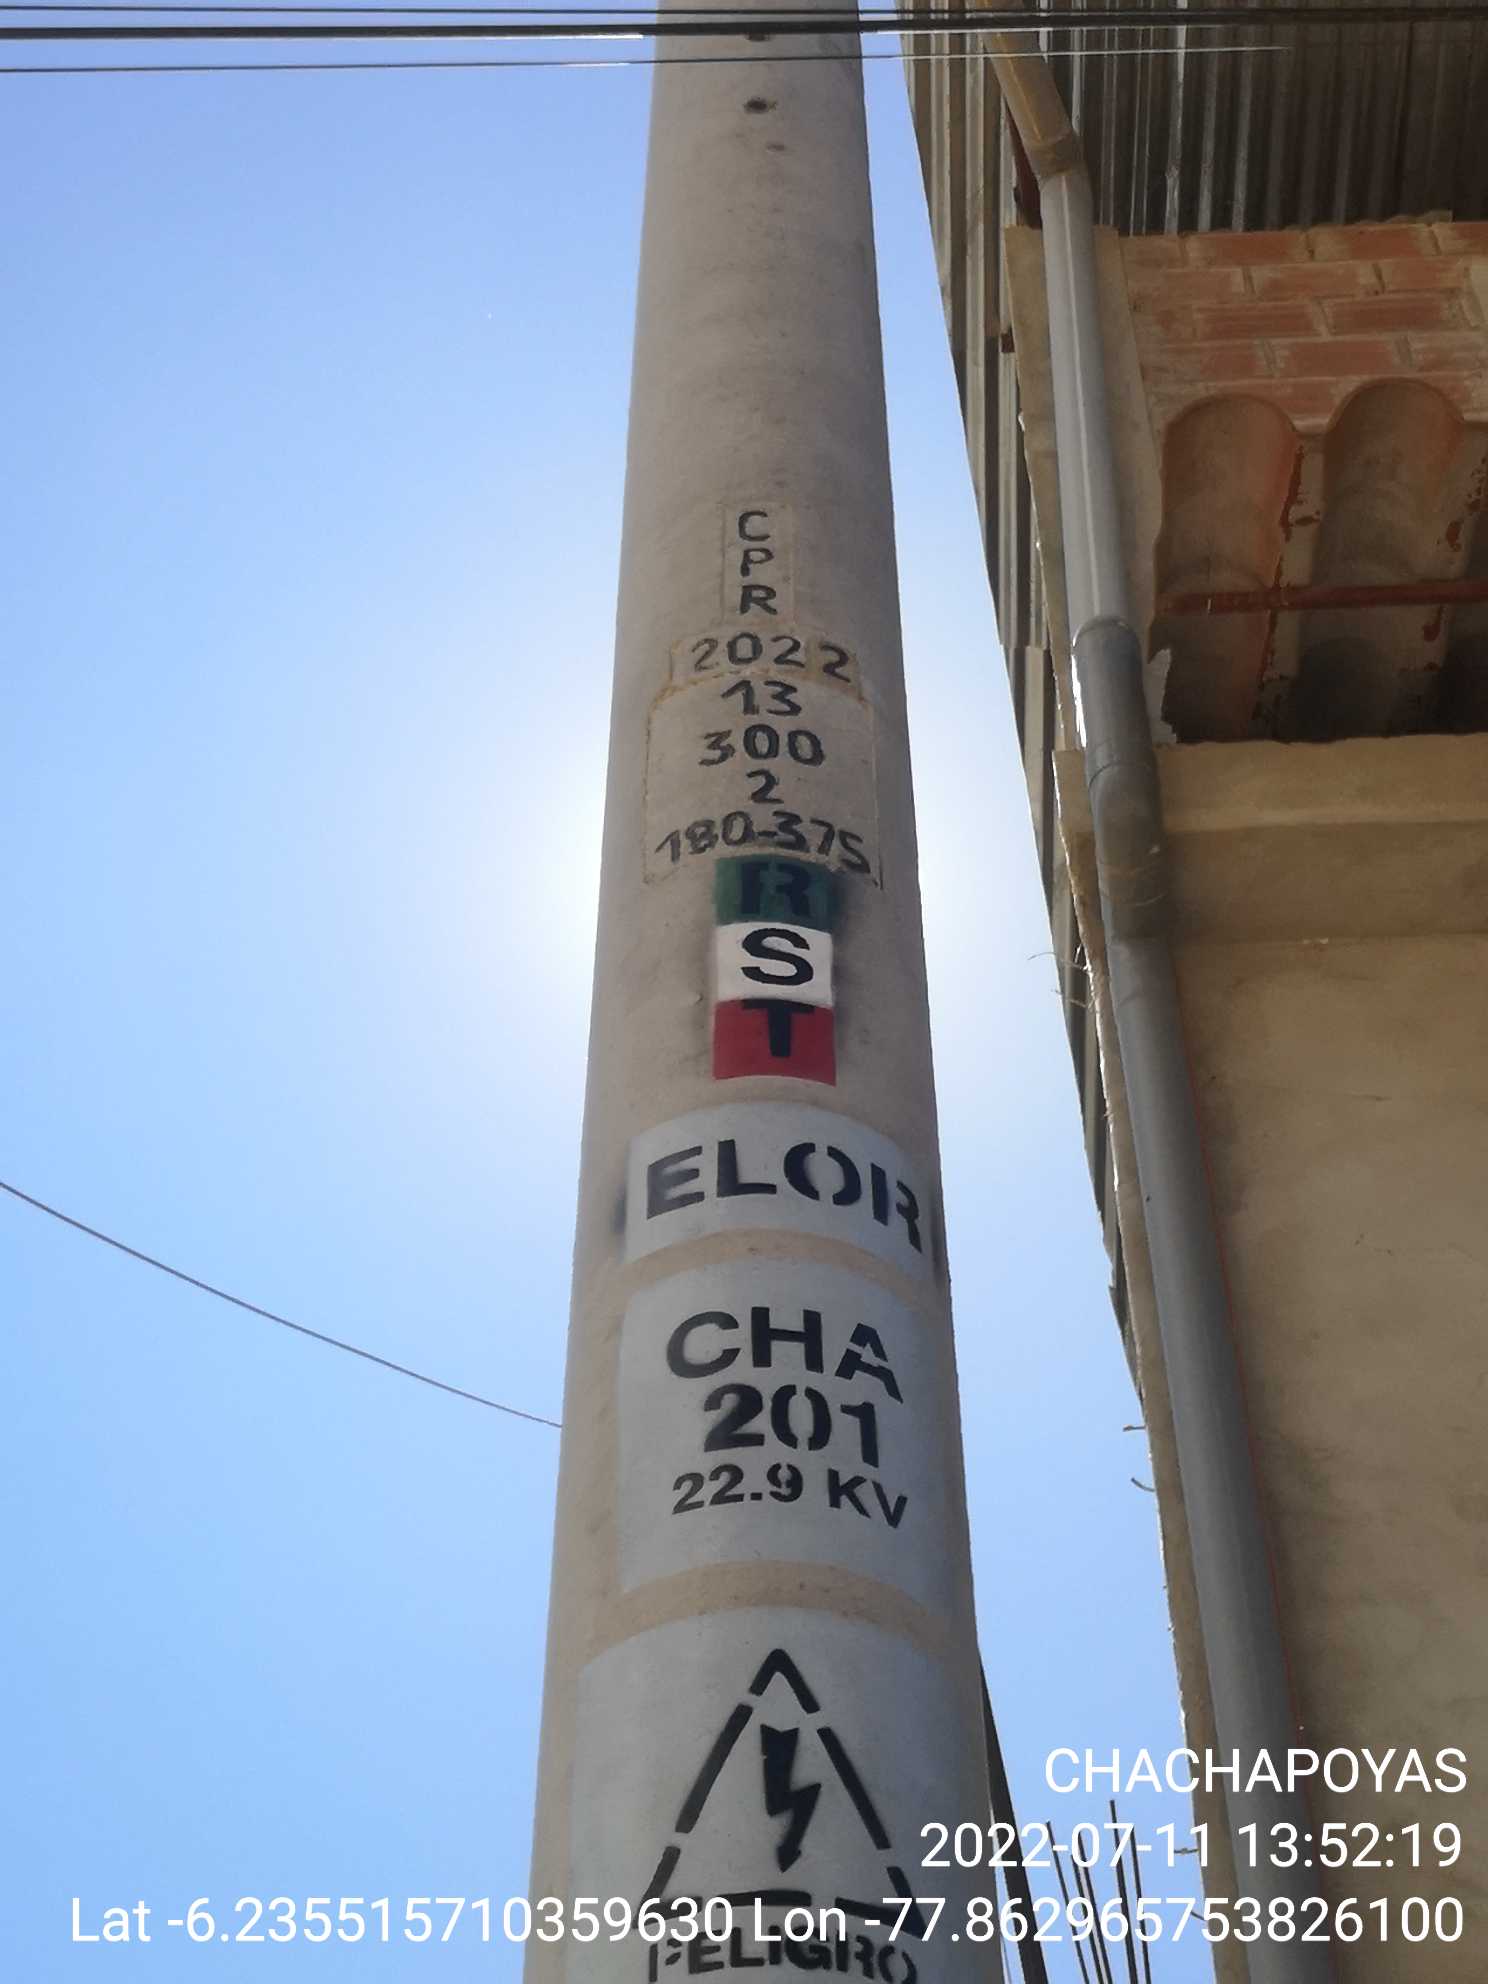 C
P
R
2022
13
300
2
180-375
R
S
T
ELOR
CHA
201
22.9 KV
PELIGRO
CHACHAPOYAS
2022-07-11 13:52:19
Lat -6.235515710359630 Lon -77.862965753826100